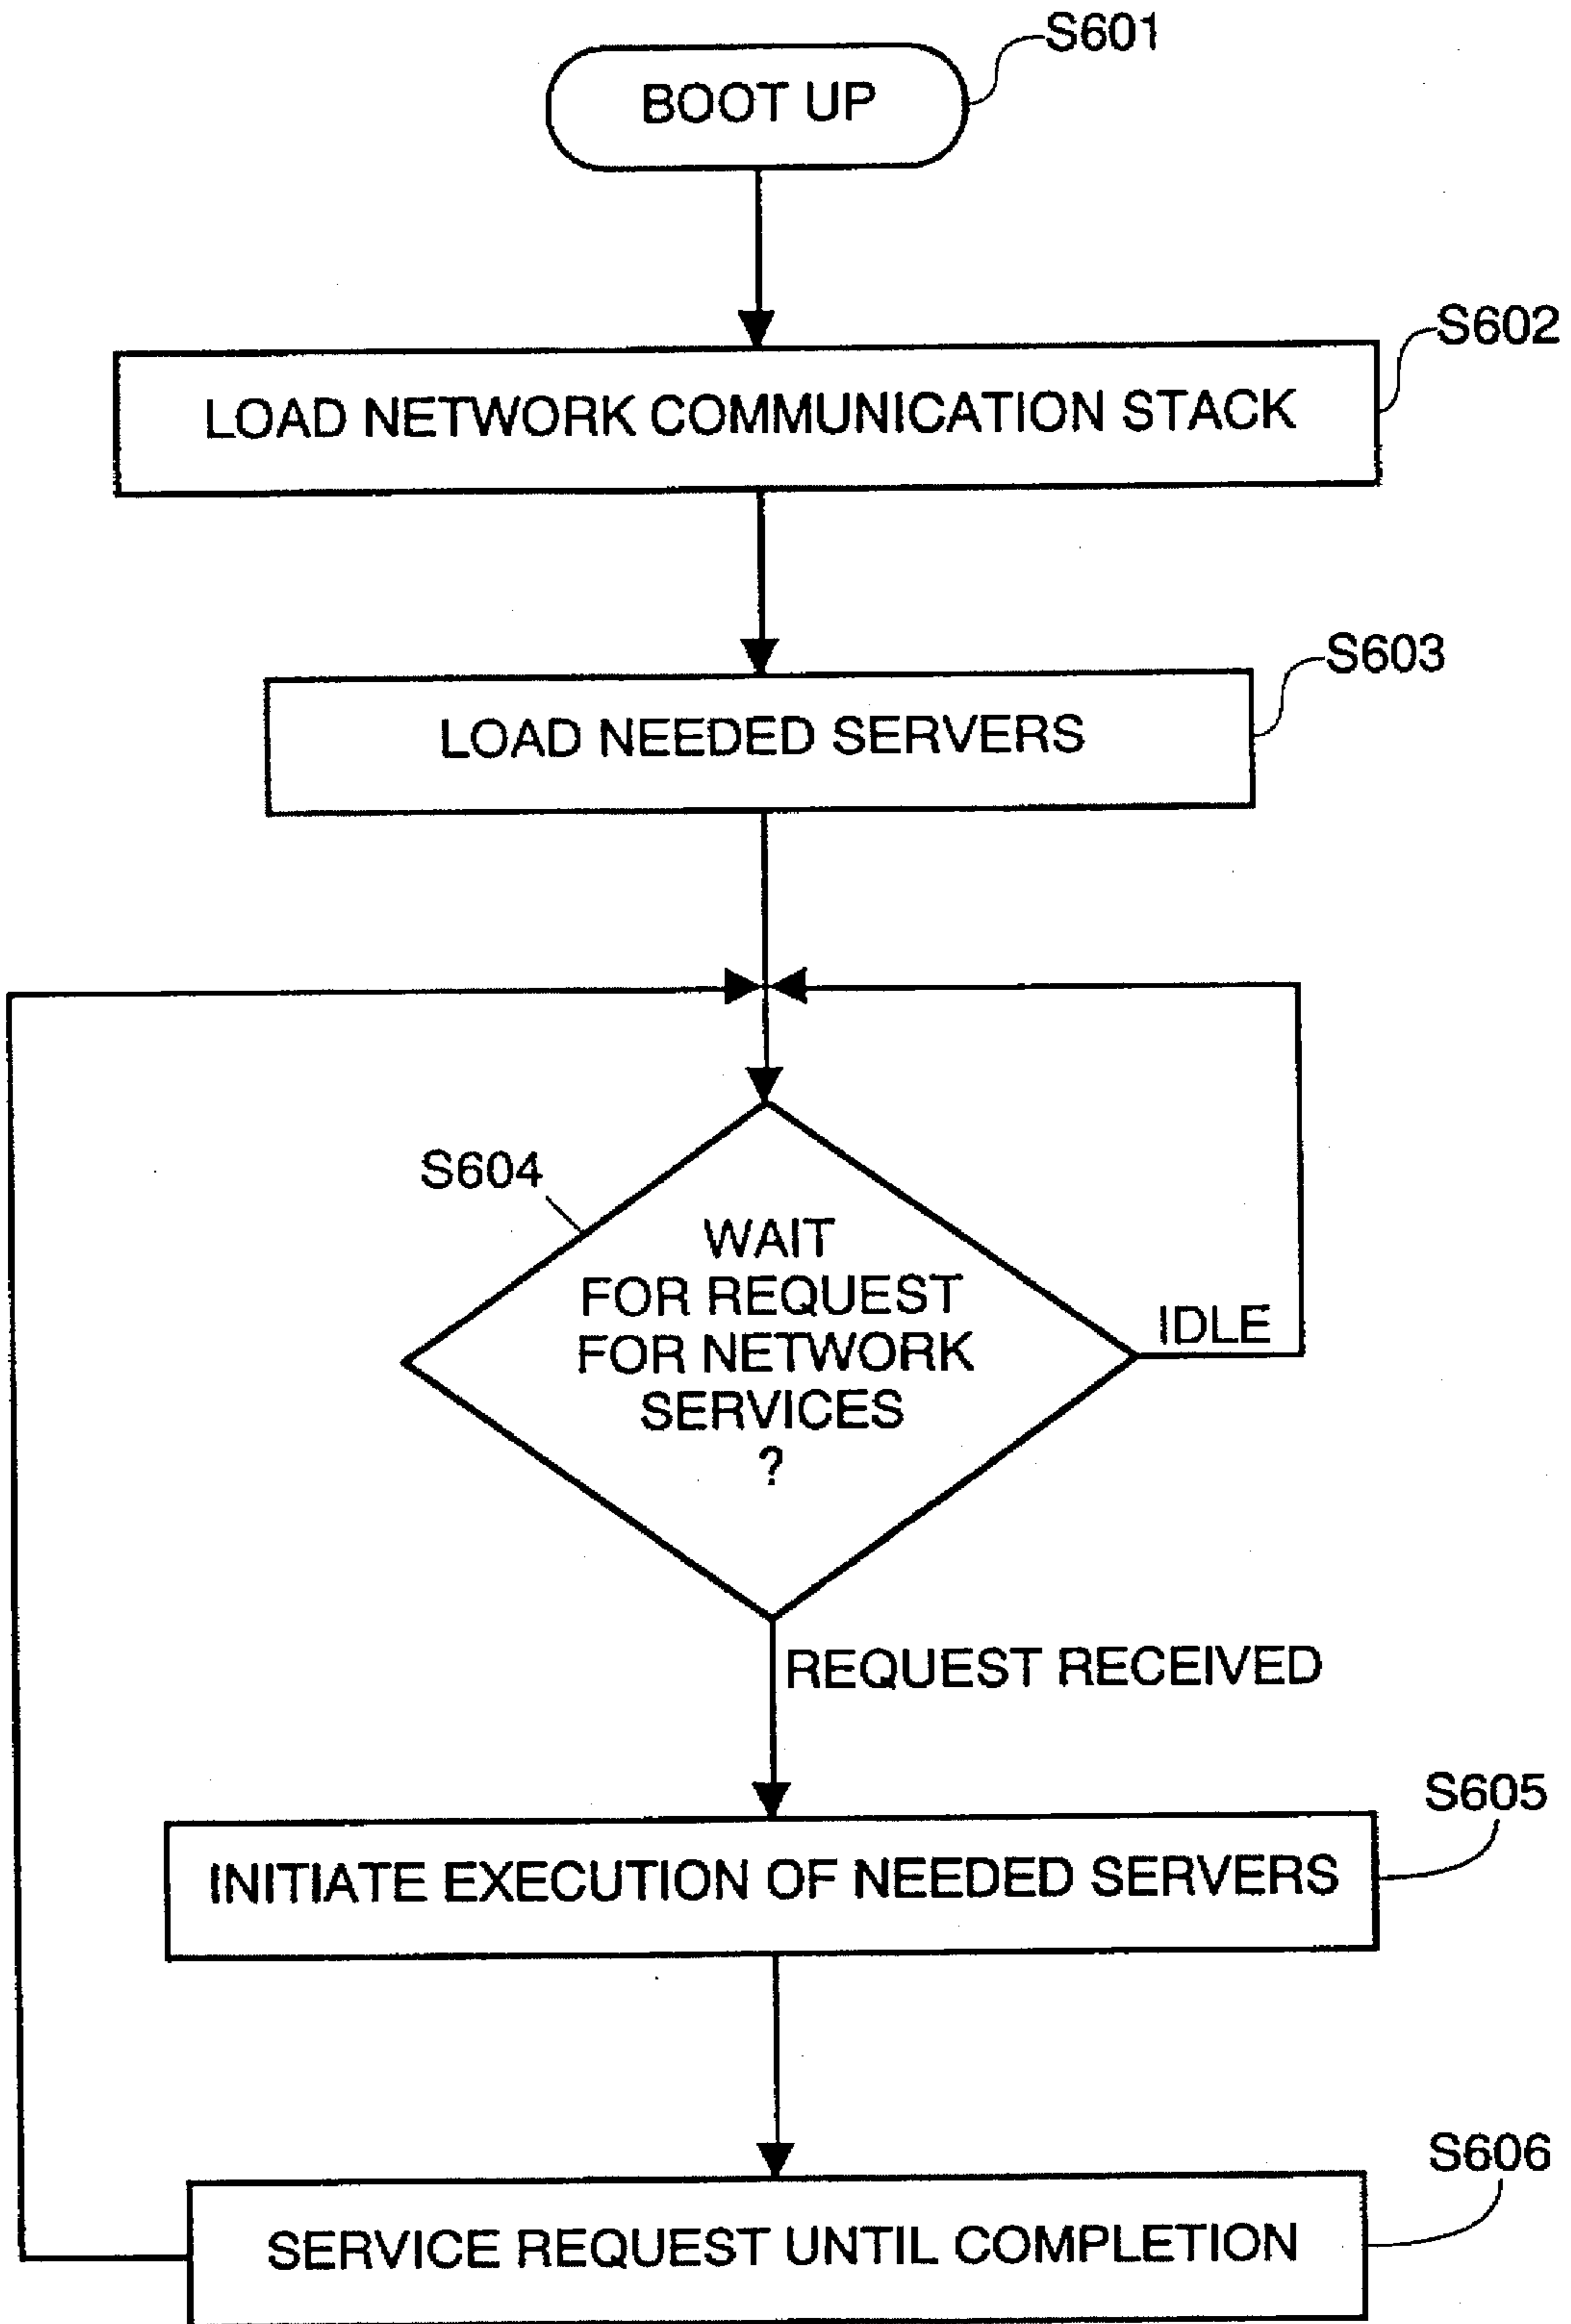 S601
BOOT UP
S602
LOAD NETWORK COMMUNICATION STACK
S603
LOAD NEEDED SERVERS
S604
WAIT
FOR REQUEST
FOR NETWORK
SERVICES
?
IDLE
REQUEST RECEIVED
S605
INITIATE EXECUTION OF NEEDED SERVERS
S606
SERVICE REQUEST UNTIL COMPLETION